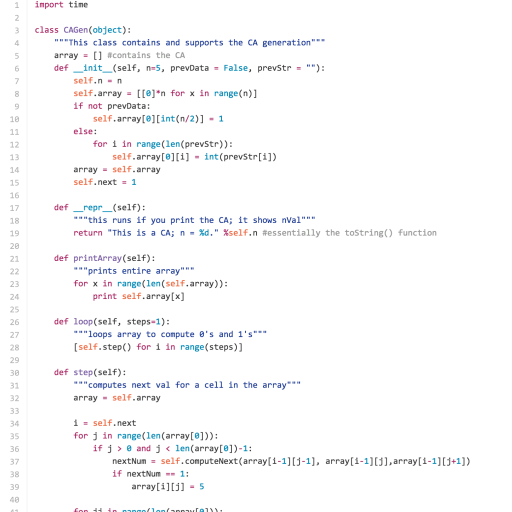 1 import time
2
3 class CAGen(object):
4 """This class contains and supports the CA generation"""
5 array = [] #contains the CA
6 def __init__(self, n=5, prevData = False, prevStr = ""):
7 self.n = n
8 self.array = [[0]*n for x in range(n)]
9 if not prevData:
10 self.array[0][int(n/2)] = 1
11 else:
12 for i in range(len(prevStr)):
13 self.array[0][i] = int(prevStr[i])
14 array = self.array
15 self.next = 1
16
17 def __repr__(self):
18 """this runs if you print the CA; it shows nVal"""
19 return "This is a CA; n = %d." %self.n #essentially the toString() function
20
21 def printArray(self):
22 """prints entire array"""
23 for x in range(len(self.array)):
24 print self.array[x]
25
26 def loop(self, steps=1):
27 """loops array to compute 0's and 1's"""
28 [self.step() for i in range(steps)]
29
30 def step(self):
31 """computes next val for a cell in the array"""
32 array = self.array
33
34 i = self.next
35 for j in range(len(array[0])):
36 if j > 0 and j < len(array[0])-1:
37 nextNum = self.computeNext(array[i-1][j-1], array[i-1][j],array[i-1][j+1])
38 if nextNum == 1:
39 array[i][j] = 5
40
41 for jj in range(len(array[0])):